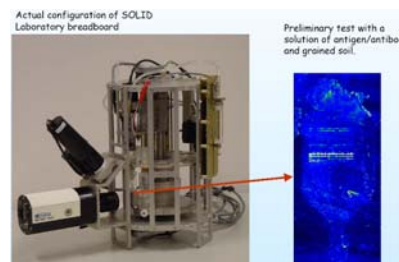 Actual configuration of SOLID
Laboratory breadboard
Preliminary test with a
solution of antigen/antibo
and grained soil.